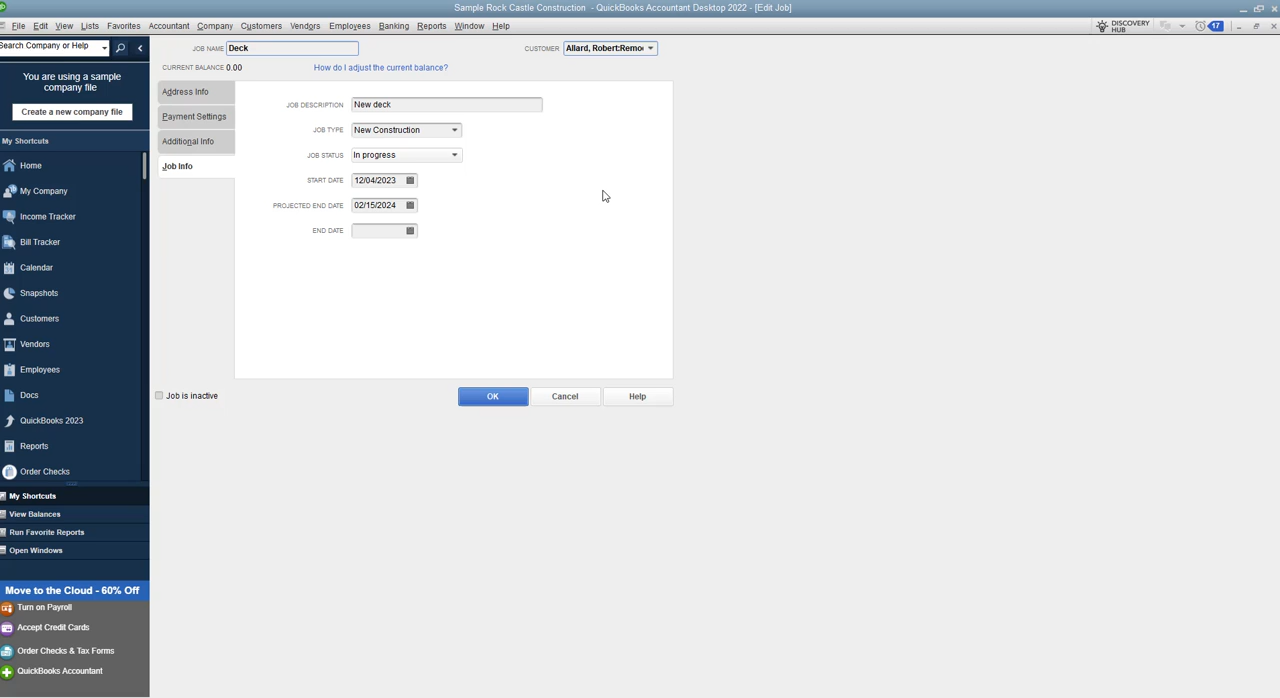 Sample Rock Castle Construction - QuickBooks Accountant Desktop 2022 - [Edit Job]
File Edit View Lists Favorites Accountant Company Customers Vendors Employees Banking Reports Window Help
DISCOVERY HUB 17
Search Company or Help
JOB NAME Deck
CUSTOMER Allard, Robert:Remo
CURRENT BALANCE 0.00
How do I adjust the current balance?
You are using a sample
company file
Create a new company file
My Shortcuts
Home
My Company
Income Tracker
Bill Tracker
Calendar
Snapshots
Customers
Vendors
Employees
Docs
QuickBooks 2023
Reports
Order Checks
My Shortcuts
View Balances
Run Favorite Reports
Open Windows
Move to the Cloud - 60% Off
Turn on Payroll
Accept Credit Cards
Order Checks & Tax Forms
QuickBooks Accountant
Address Info
Payment Settings
Additional Info
Job Info
JOB DESCRIPTION New deck
JOB TYPE New Construction
JOB STATUS In progress
START DATE 12/04/2023
PROJECTED END DATE 02/15/2024
END DATE
Job is inactive
OK
Cancel
Help